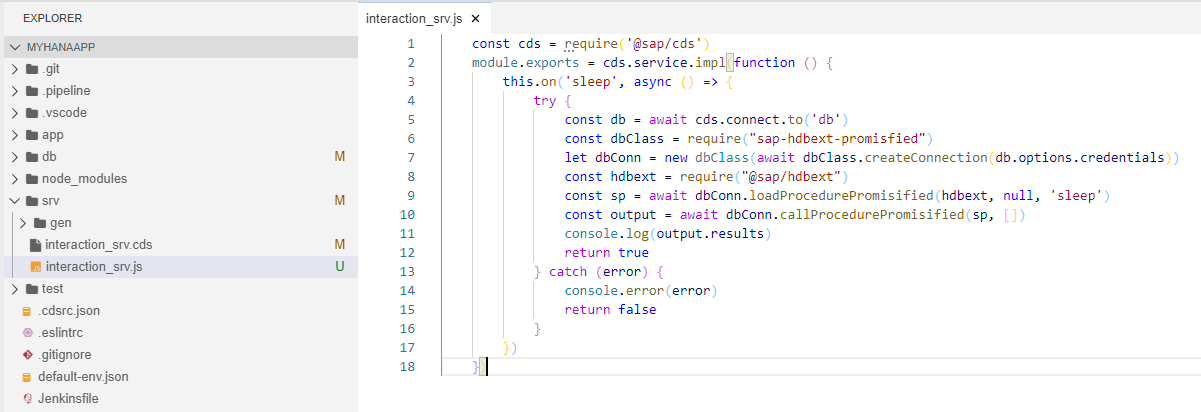 EXPLORER
MYHANAAPP
.git
.pipeline
.vscode
app
db M
node_modules
srv M
gen
interaction_srv.cds M
interaction_srv.js U
test
.cdsrc.json
.eslintrc
.gitignore
default-env.json
Jenkinsfile
interaction_srv.js ×
1 const cds = require('@sap/cds')
2 module.exports = cds.service.impl(function () {
3 this.on('sleep', async () => {
4 try {
5 const db = await cds.connect.to('db')
6 const dbClass = require("sap-hdbext-promisfied")
7 let dbConn = new dbClass(await dbClass.createConnection(db.options.credentials))
8 const hdbext = require("@sap/hdbext")
9 const sp = await dbConn.loadProcedurePromisified(hdbext, null, 'sleep')
10 const output = await dbConn.callProcedurePromisified(sp, [])
11 console.log(output.results)
12 return true
13 } catch (error) {
14 console.error(error)
15 return false
16 }
17 })
18 })